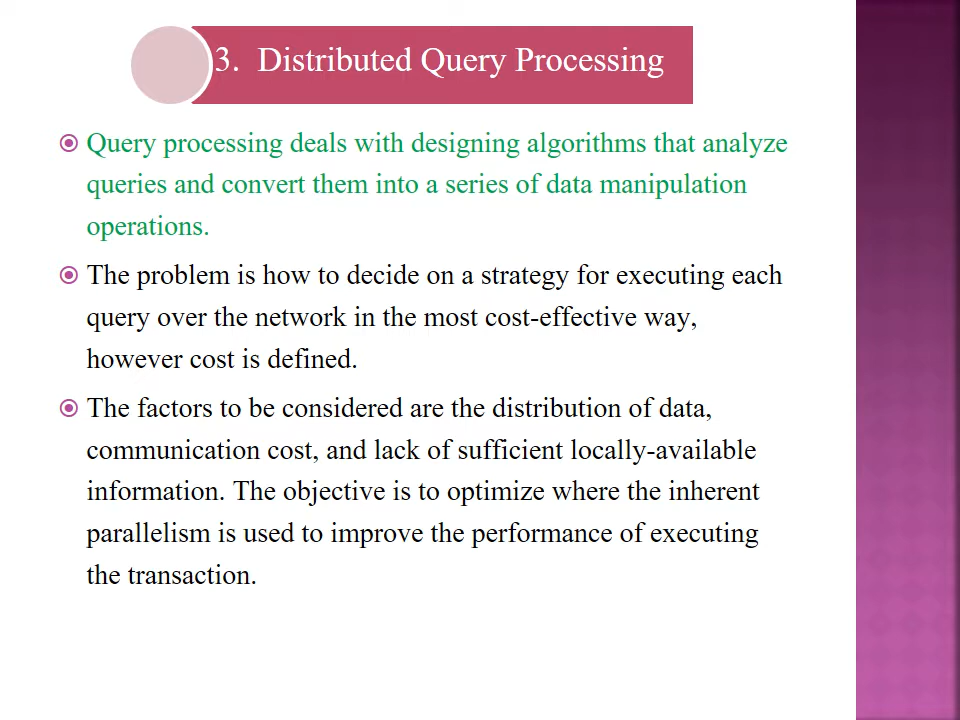 3. Distributed Query Processing
Query processing deals with designing algorithms that analyze
queries and convert them into a series of data manipulation
operations.
The problem is how to decide on a strategy for executing each
query over the network in the most cost-effective way,
however cost is defined.
The factors to be considered are the distribution of data,
communication cost, and lack of sufficient locally-available
information. The objective is to optimize where the inherent
parallelism is used to improve the performance of executing
the transaction.